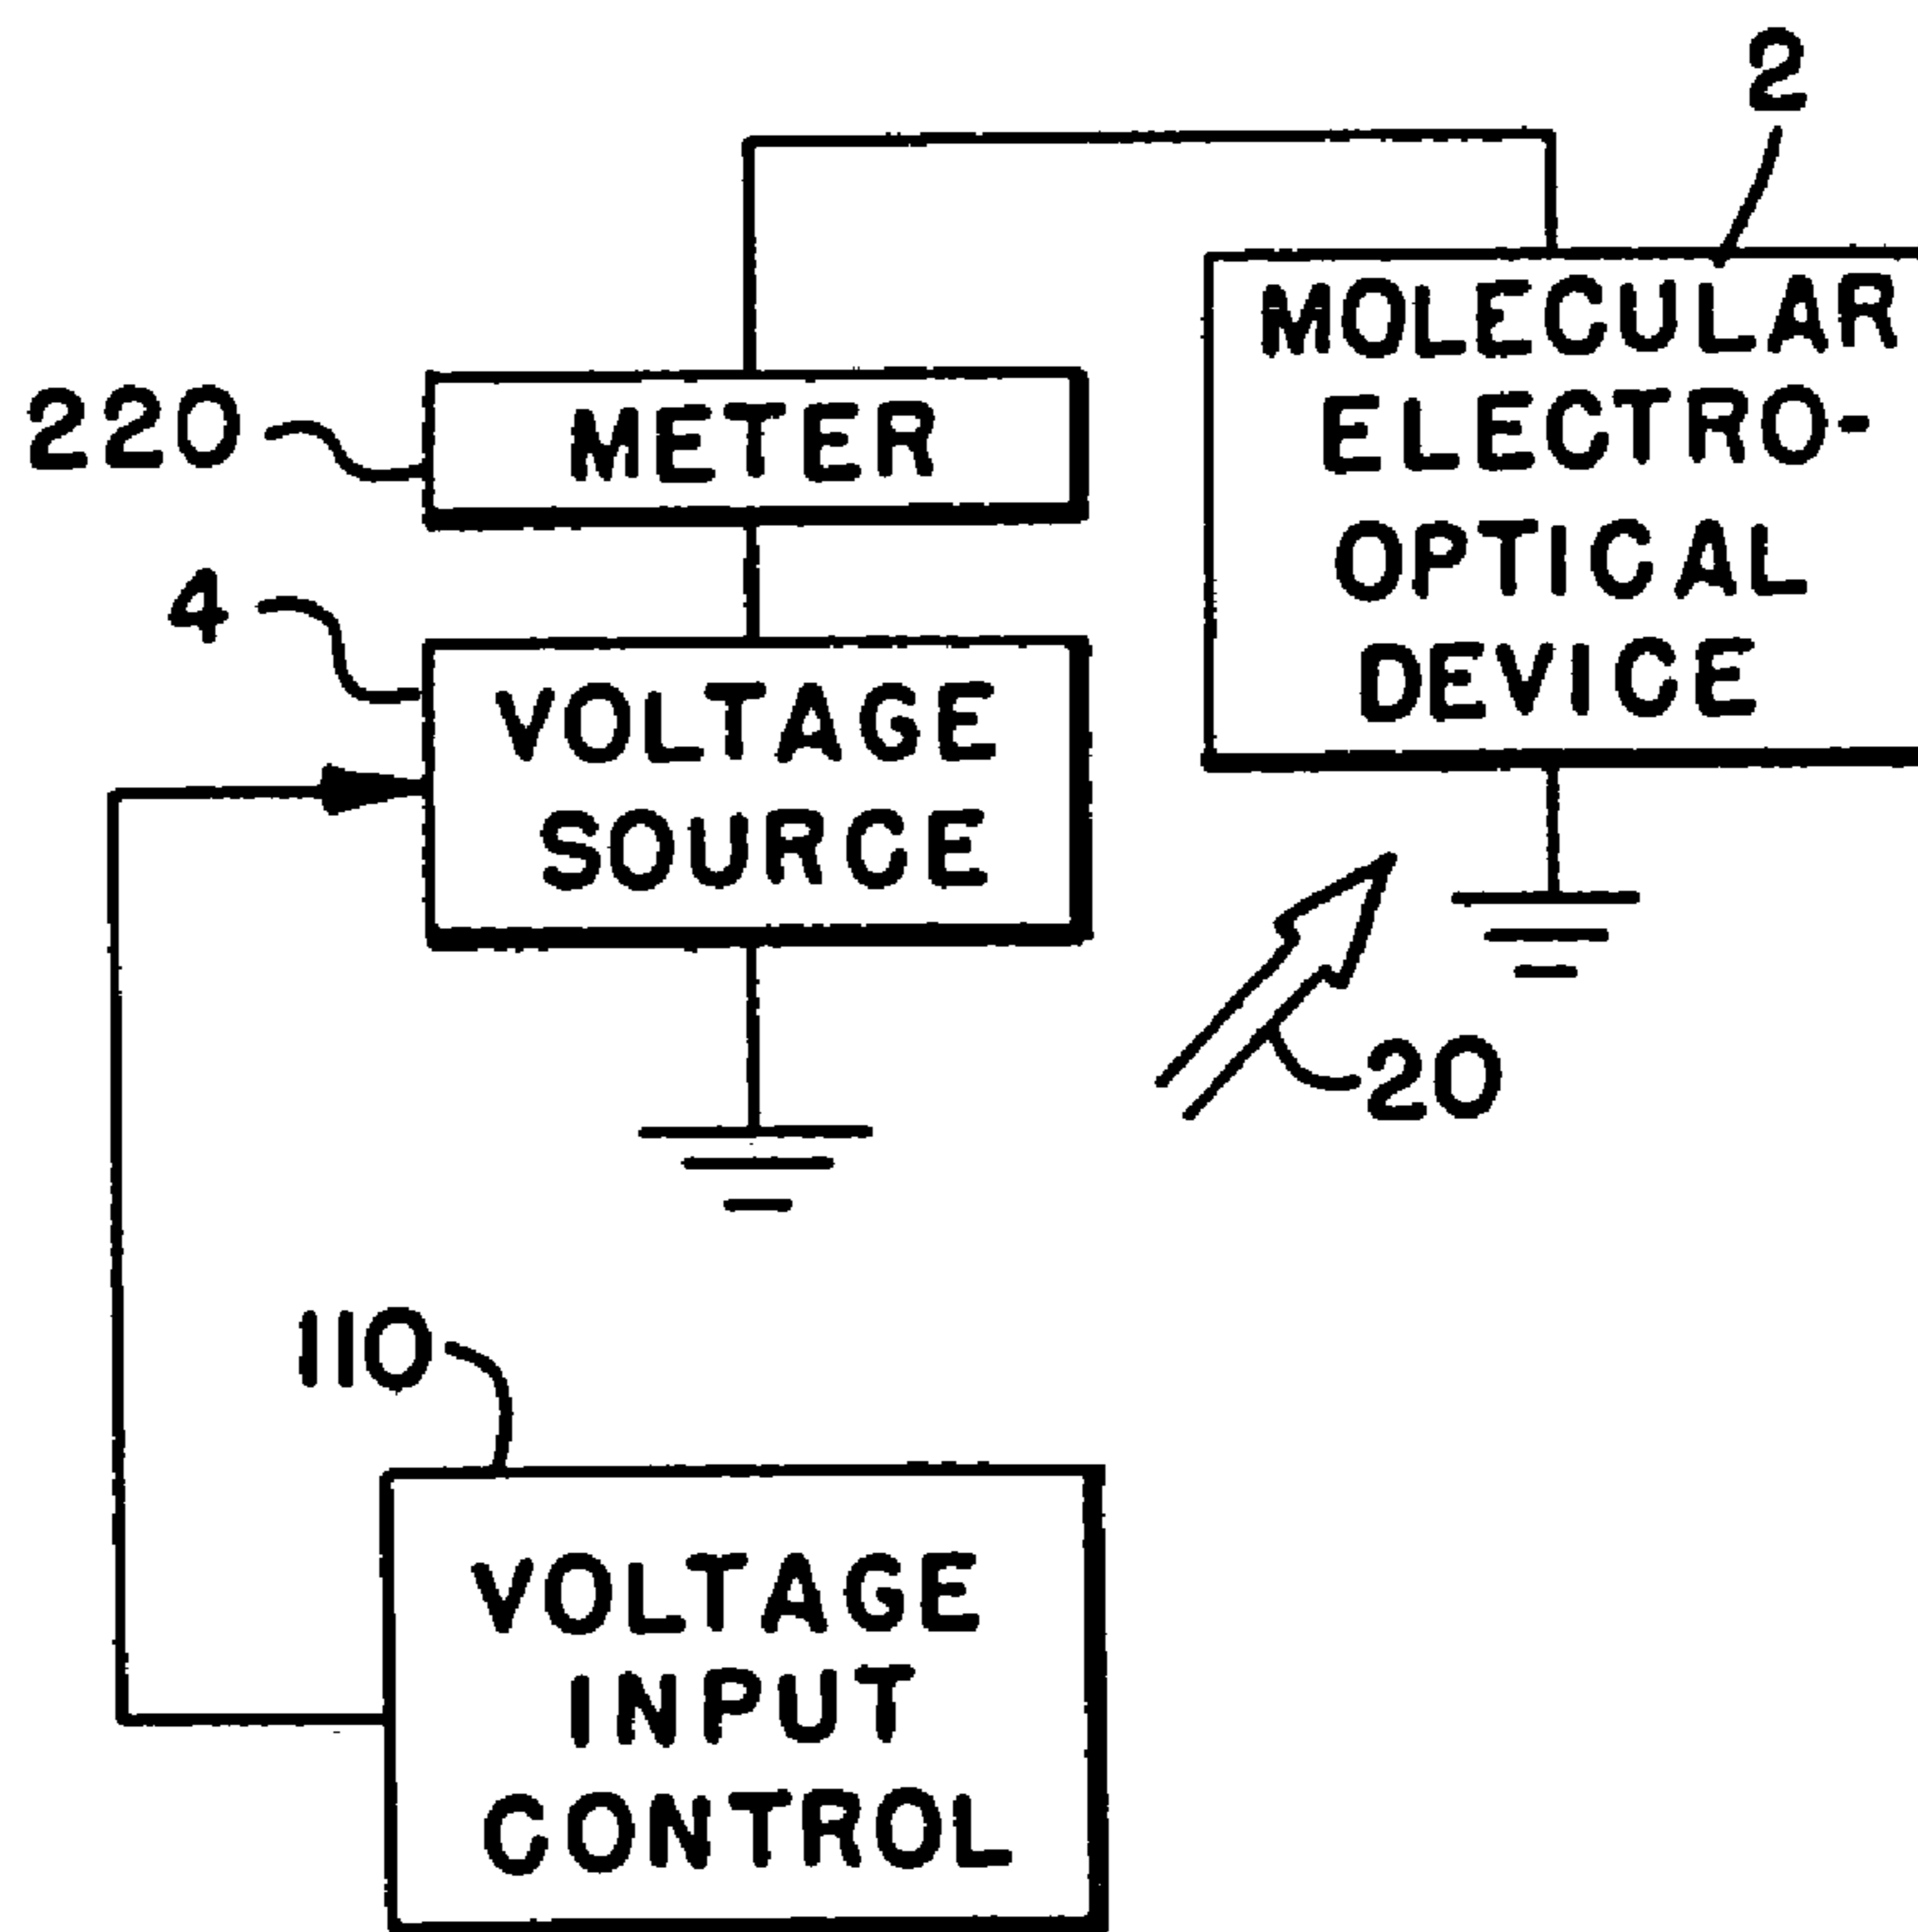 2
MOLECULAR
ELECTRO-
OPTICAL
DEVICE
220
METER
4
VOLTAGE
SOURCE
20
110
VOLTAGE
INPUT
CONTROL